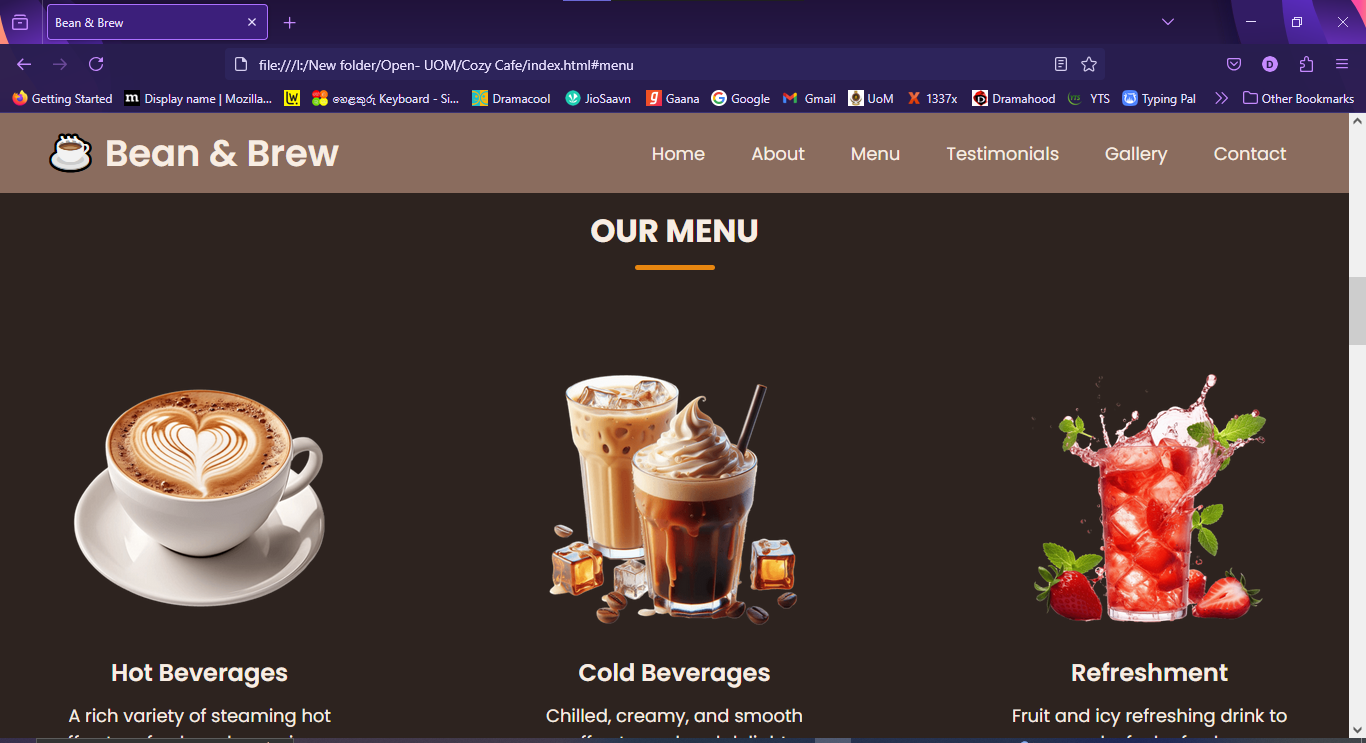 Bean & Brew
file:///I:/New folder/Open- UOM/Cozy Cafe/index.html#menu
D
Getting Started
m Display name | Mozilla...
LW
හෙළකුරු Keyboard - Si...
Dramacool
JioSaavn
g Gaana
G Google
Gmail
UoM
X 1337x
D Dramahood
YTS
Typing Pal
Other Bookmarks
Bean & Brew
Home About Menu Testimonials Gallery Contact
OUR MENU
Hot Beverages Cold Beverages Refreshment
A rich variety of steaming hot Chilled, creamy, and smooth Fruit and icy refreshing drink to